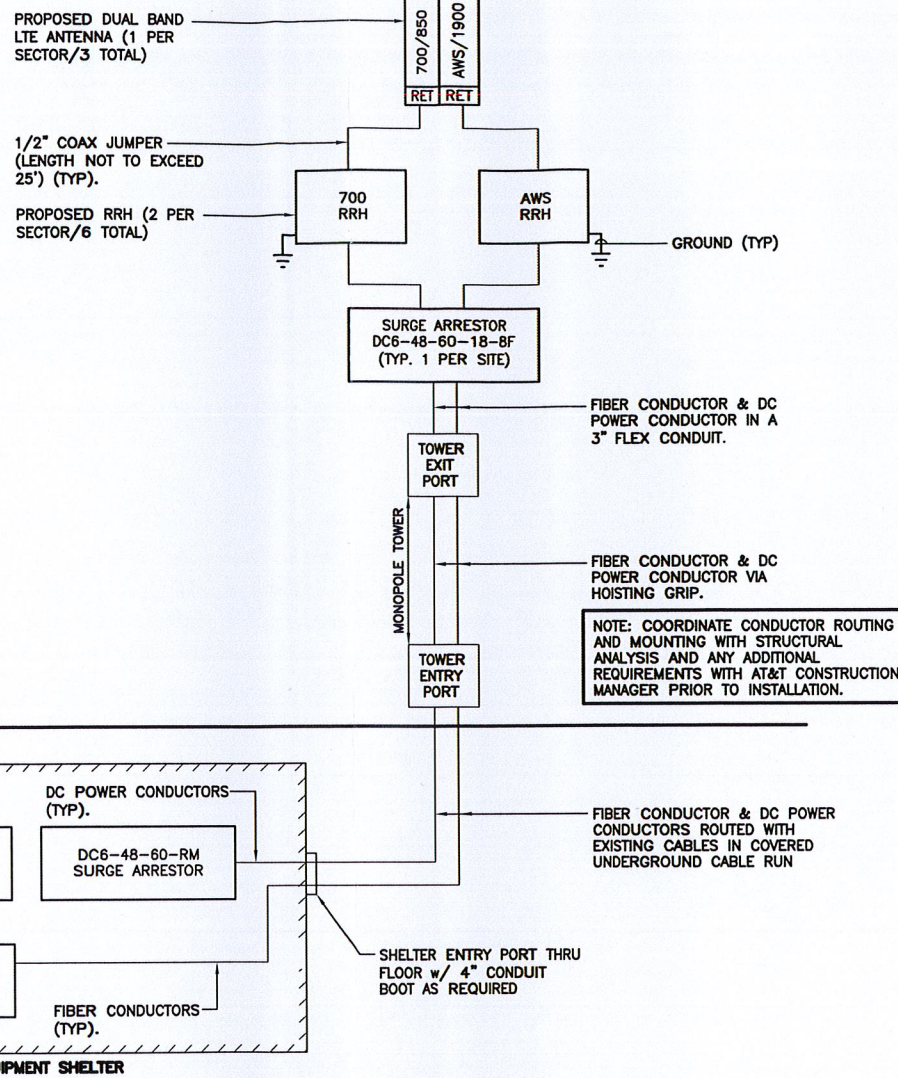 PROPOSED DUAL BAND
LTE ANTENNA (1 PER
SECTOR/3 TOTAL)
700/850
AWS/1900
RET RET
1/2" COAX JUMPER
(LENGTH NOT TO EXCEED
25') (TYP).
PROPOSED RRH (2 PER
SECTOR/6 TOTAL)
700
RRH
AWS
RRH
GROUND (TYP)
SURGE ARRESTOR
DC6-48-60-18-8F
(TYP. 1 PER SITE)
FIBER CONDUCTOR & DC
POWER CONDUCTOR IN A
3" FLEX CONDUIT.
TOWER
EXIT
PORT
MONOPOLE TOWER
FIBER CONDUCTOR & DC
POWER CONDUCTOR VIA
HOISTING GRIP.
NOTE: COORDINATE CONDUCTOR ROUTING
AND MOUNTING WITH STRUCTURAL
ANALYSIS AND ANY ADDITIONAL
REQUIREMENTS WITH AT&T CONSTRUCTION
MANAGER PRIOR TO INSTALLATION.
TOWER
ENTRY
PORT
DC POWER CONDUCTORS
(TYP).
DC6-48-60-RM
SURGE ARRESTOR
FIBER CONDUCTOR & DC POWER
CONDUCTORS ROUTED WITH
EXISTING CABLES IN COVERED
UNDERGROUND CABLE RUN
SHELTER ENTRY PORT THRU
FLOOR w/ 4" CONDUIT
BOOT AS REQUIRED
FIBER CONDUCTORS
(TYP).
IPMENT SHELTER